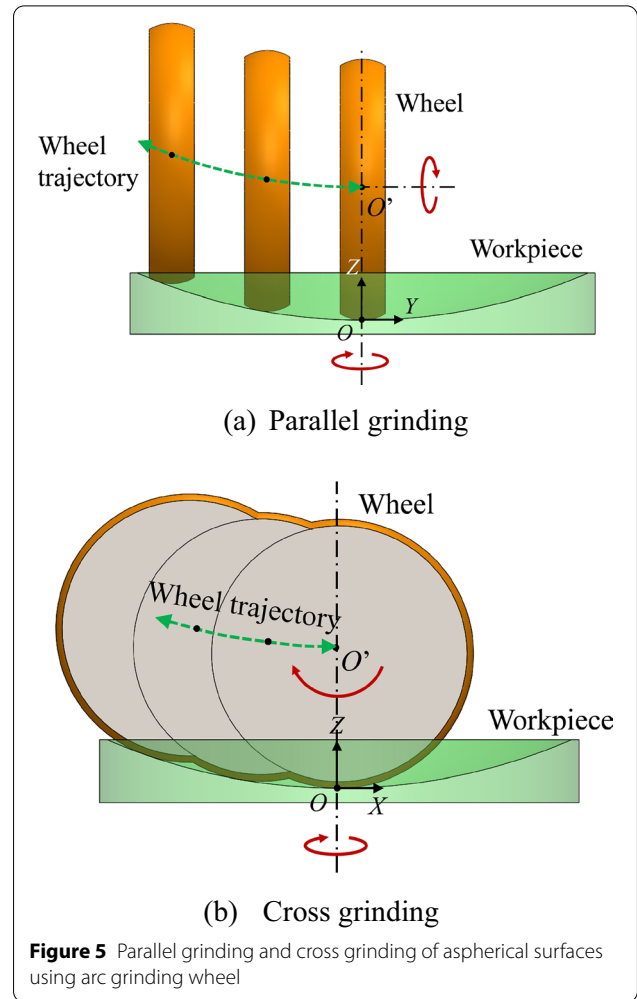 Wheel
Wheel
trajectory
O’
Workpiece
Z
Y
O
(a) Parallel grinding
Wheel
Wheel trajectory
O’
Workpiece
Z
O
X
(b) Cross grinding
Figure 5 Parallel grinding and cross grinding of aspherical surfaces
using arc grinding wheel